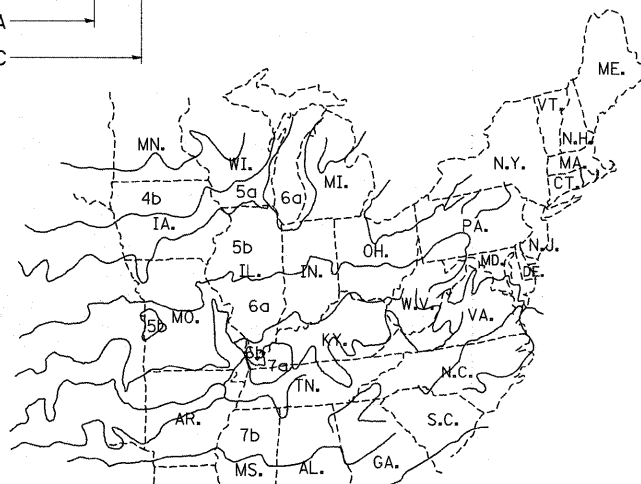 A
C
ME.
VT.
MN.
N.H.
WI.
N.Y.
MA.
MI.
CT.
4b
5a
6a
IA.
PA.
5b
OH.
N.J.
MD.
IL.
IN.
DE.
6a
W.V.
MO.
VA.
5b
KY.
6b
7a
N.C.
TN.
AR.
S.C.
7b
GA.
MS.
AL.